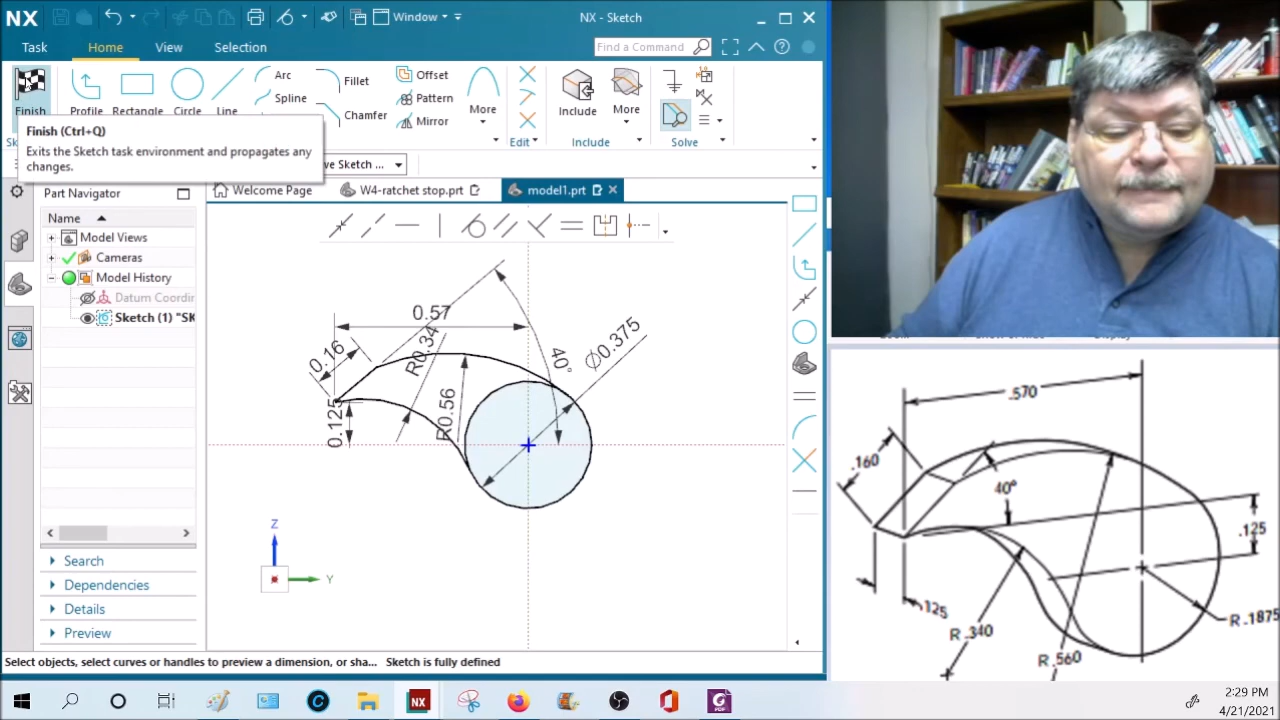 NX
Window
NX - Sketch
Task
Home
View
Selection
Find a Command
Finish
Profile
Rectangle
Circle
Line
Arc
Spline
Fillet
Chamfer
Offset
Pattern
Mirror
More
Edit
Include
More
Include
Solve
Finish (Ctrl+Q)
Exits the Sketch task environment and propagates any
changes.
ve Sketch ...
Part Navigator
Welcome Page
W4-ratchet stop.prt
model1.prt
Name
Model Views
Cameras
Model History
Datum Coordin
Sketch (1) "SK
0.57
0.16
R0.34
40°
Ø0.375
0.125
R0.56
Z
Y
Search
Dependencies
Details
Preview
Select objects, select curves or handles to preview a dimension, or sha...
Sketch is fully defined
.570
.160
40°
.125
.125
R.1875
R.340
R.560
2:29 PM
4/21/2021